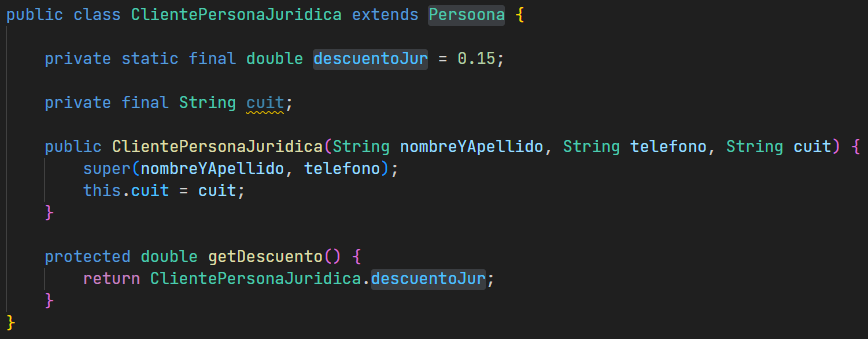 public class ClientePersonaJuridica extends Persoona {
private static final double descuentoJur = 0.15;
private final String cuit;
public ClientePersonaJuridica(String nombreYApellido, String telefono, String cuit) {
super(nombreYApellido, telefono);
this.cuit = cuit;
}
protected double getDescuento() {
return ClientePersonaJuridica.descuentoJur;
}
}